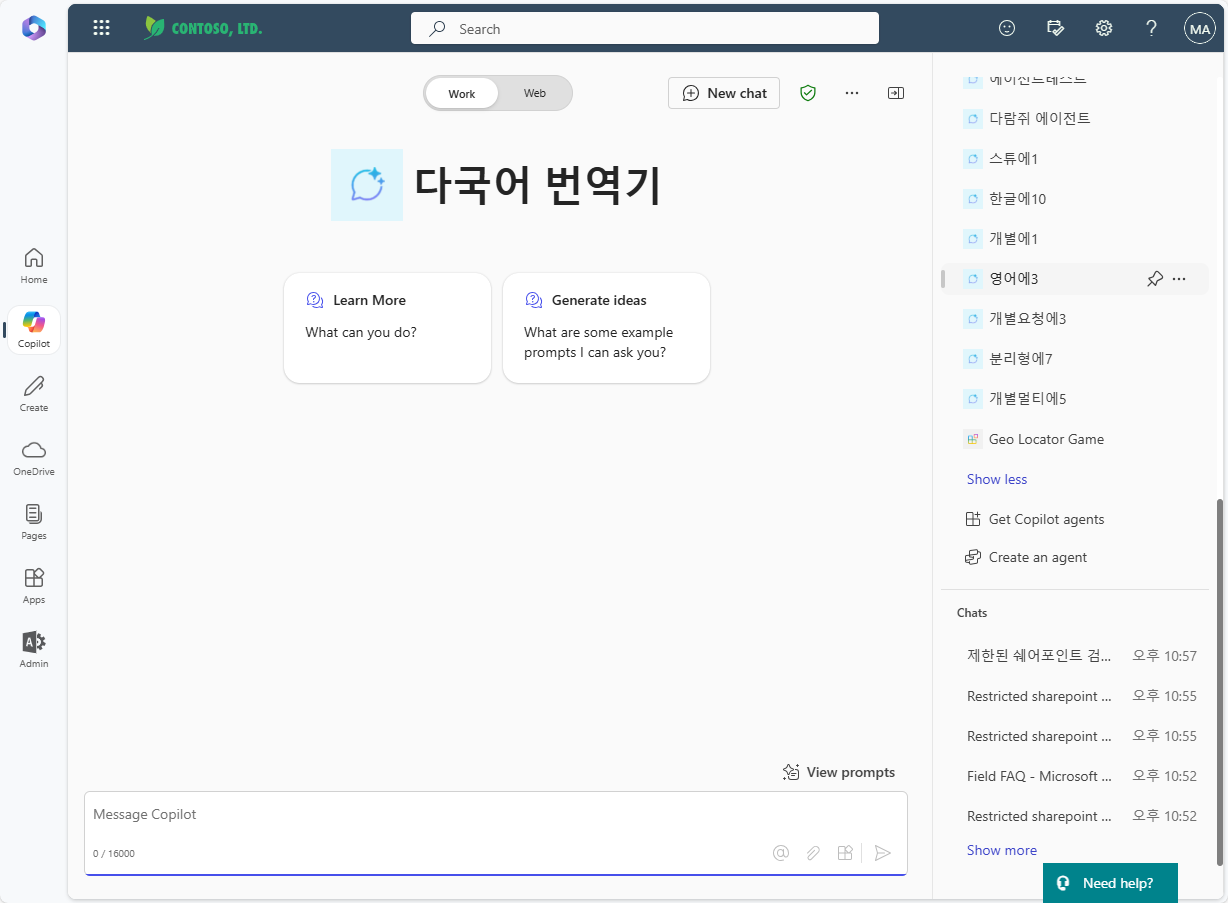 CONTOSO, LTD.
Search
MA
Home
Copilot
Create
OneDrive
Pages
Apps
Admin
Work
Web
New chat
다국어 번역기
Learn More
What can you do?
Generate ideas
What are some example
prompts I can ask you?
View prompts
Message Copilot
0 / 16000
에이전트테스트
다람쥐 에이전트
스튜에1
한글에10
개별에1
영어에3
개별요청에3
분리형에7
개별멀티에5
Geo Locator Game
Show less
Get Copilot agents
Create an agent
Chats
제한된 쉐어포인트 검... 오후 10:57
Restricted sharepoint ... 오후 10:55
Restricted sharepoint ... 오후 10:55
Field FAQ - Microsoft ... 오후 10:52
Restricted sharepoint ... 오후 10:52
Show more
Need help?